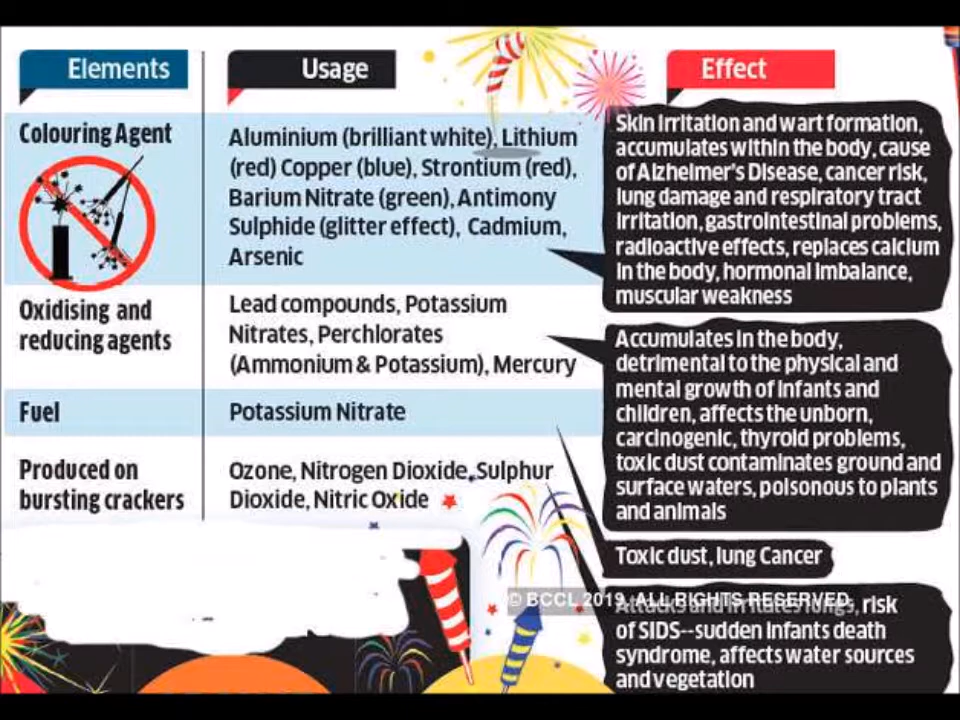 Elements
Usage
Effect
Colouring Agent
Aluminium (brilliant white), Lithium
(red) Copper (blue), Strontium (red),
Barium Nitrate (green), Antimony
Sulphide (glitter effect), Cadmium,
Arsenic
Skin irritation and wart formation,
accumulates within the body, cause
of Alzheimer's Disease, cancer risk,
lung damage and respiratory tract
irritation, gastrointestinal problems,
radioactive effects, replaces calcium
in the body, hormonal imbalance,
muscular weakness
Oxidising and
reducing agents
Lead compounds, Potassium
Nitrates, Perchlorates
(Ammonium & Potassium), Mercury
Accumulates in the body,
detrimental to the physical and
mental growth of infants and
children, affects the unborn,
carcinogenic, thyroid problems,
toxic dust contaminates ground and
surface waters, poisonous to plants
and animals
Fuel
Potassium Nitrate
Toxic dust, lung Cancer
Produced on
bursting crackers
Ozone, Nitrogen Dioxide, Sulphur
Dioxide, Nitric Oxide
© BCCL 2019. ALL RIGHTS RESERVED.
Attacks and irritates lungs, risk
of SIDS--sudden infants death
syndrome, affects water sources
and vegetation